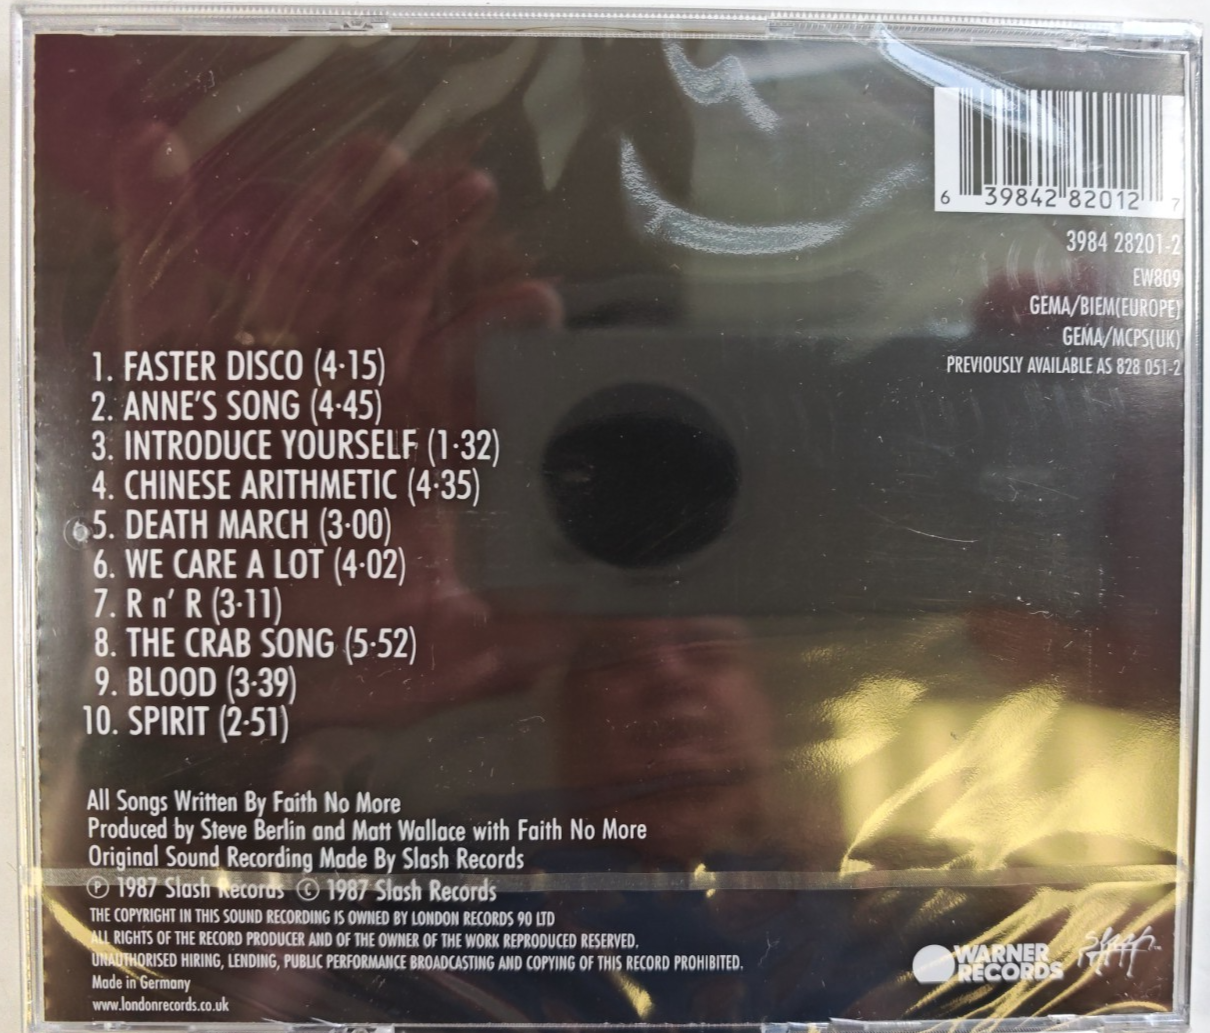 6 39842 82012 7
3984 28201-2
EW809
GEMA/BIEM(EUROPE)
GEMA/MCPS(UK)
PREVIOUSLY AVAILABLE AS 828 051-2
1. FASTER DISCO (4·15)
2. ANNE'S SONG (4·45)
3. INTRODUCE YOURSELF (1·32)
4. CHINESE ARITHMETIC (4·35)
5. DEATH MARCH (3·00)
6. WE CARE A LOT (4·02)
7. R n' R (3·11)
8. THE CRAB SONG (5·52)
9. BLOOD (3·39)
10. SPIRIT (2·51)
All Songs Written By Faith No More
Produced by Steve Berlin and Matt Wallace with Faith No More
Original Sound Recording Made By Slash Records
Ⓟ 1987 Slash Records © 1987 Slash Records
THE COPYRIGHT IN THIS SOUND RECORDING IS OWNED BY LONDON RECORDS 90 LTD
ALL RIGHTS OF THE RECORD PRODUCER AND OF THE OWNER OF THE WORK REPRODUCED RESERVED.
UNAUTHORISED HIRING, LENDING, PUBLIC PERFORMANCE BROADCASTING AND COPYING OF THIS RECORD PROHIBITED.
Made in Germany
www.londonrecords.co.uk
WARNER RECORDS
Slash